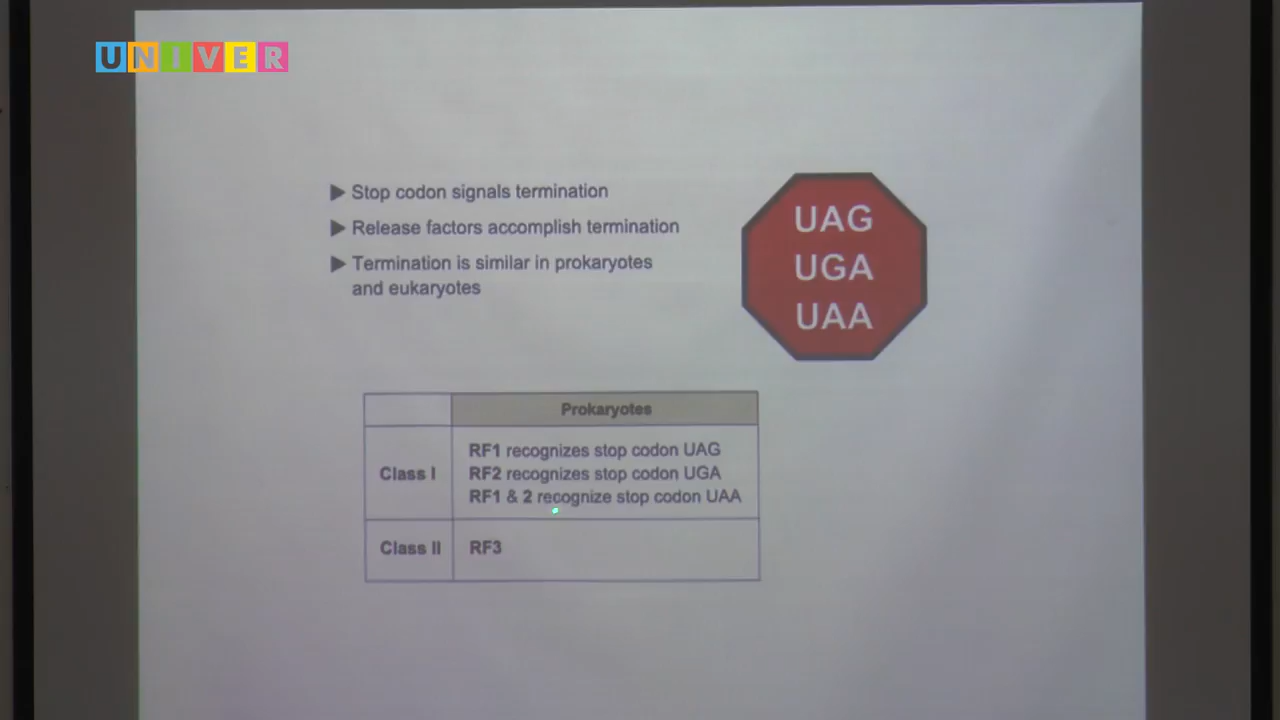 UNIVER
▶ Stop codon signals termination
▶ Release factors accomplish termination
▶ Termination is similar in prokaryotes
and eukaryotes
UAG
UGA
UAA
Prokaryotes
Class I
RF1 recognizes stop codon UAG
RF2 recognizes stop codon UGA
RF1 & 2 recognize stop codon UAA
Class II
RF3